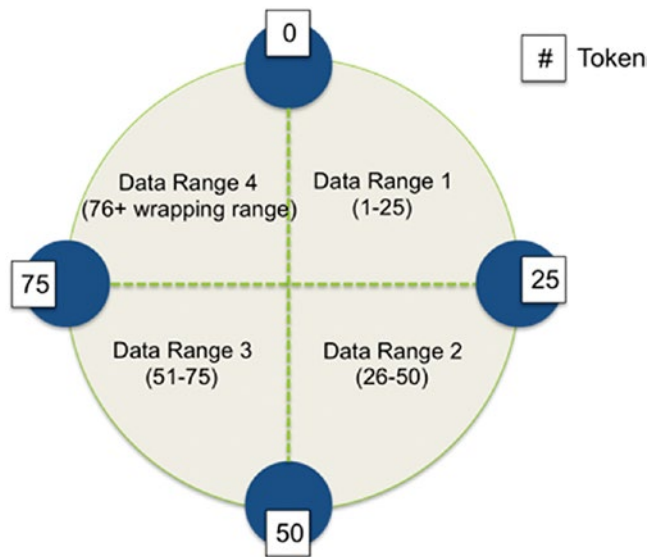 0
# Token
Data Range 4
(76+ wrapping range)
Data Range 1
(1-25)
75
25
Data Range 3
(51-75)
Data Range 2
(26-50)
50